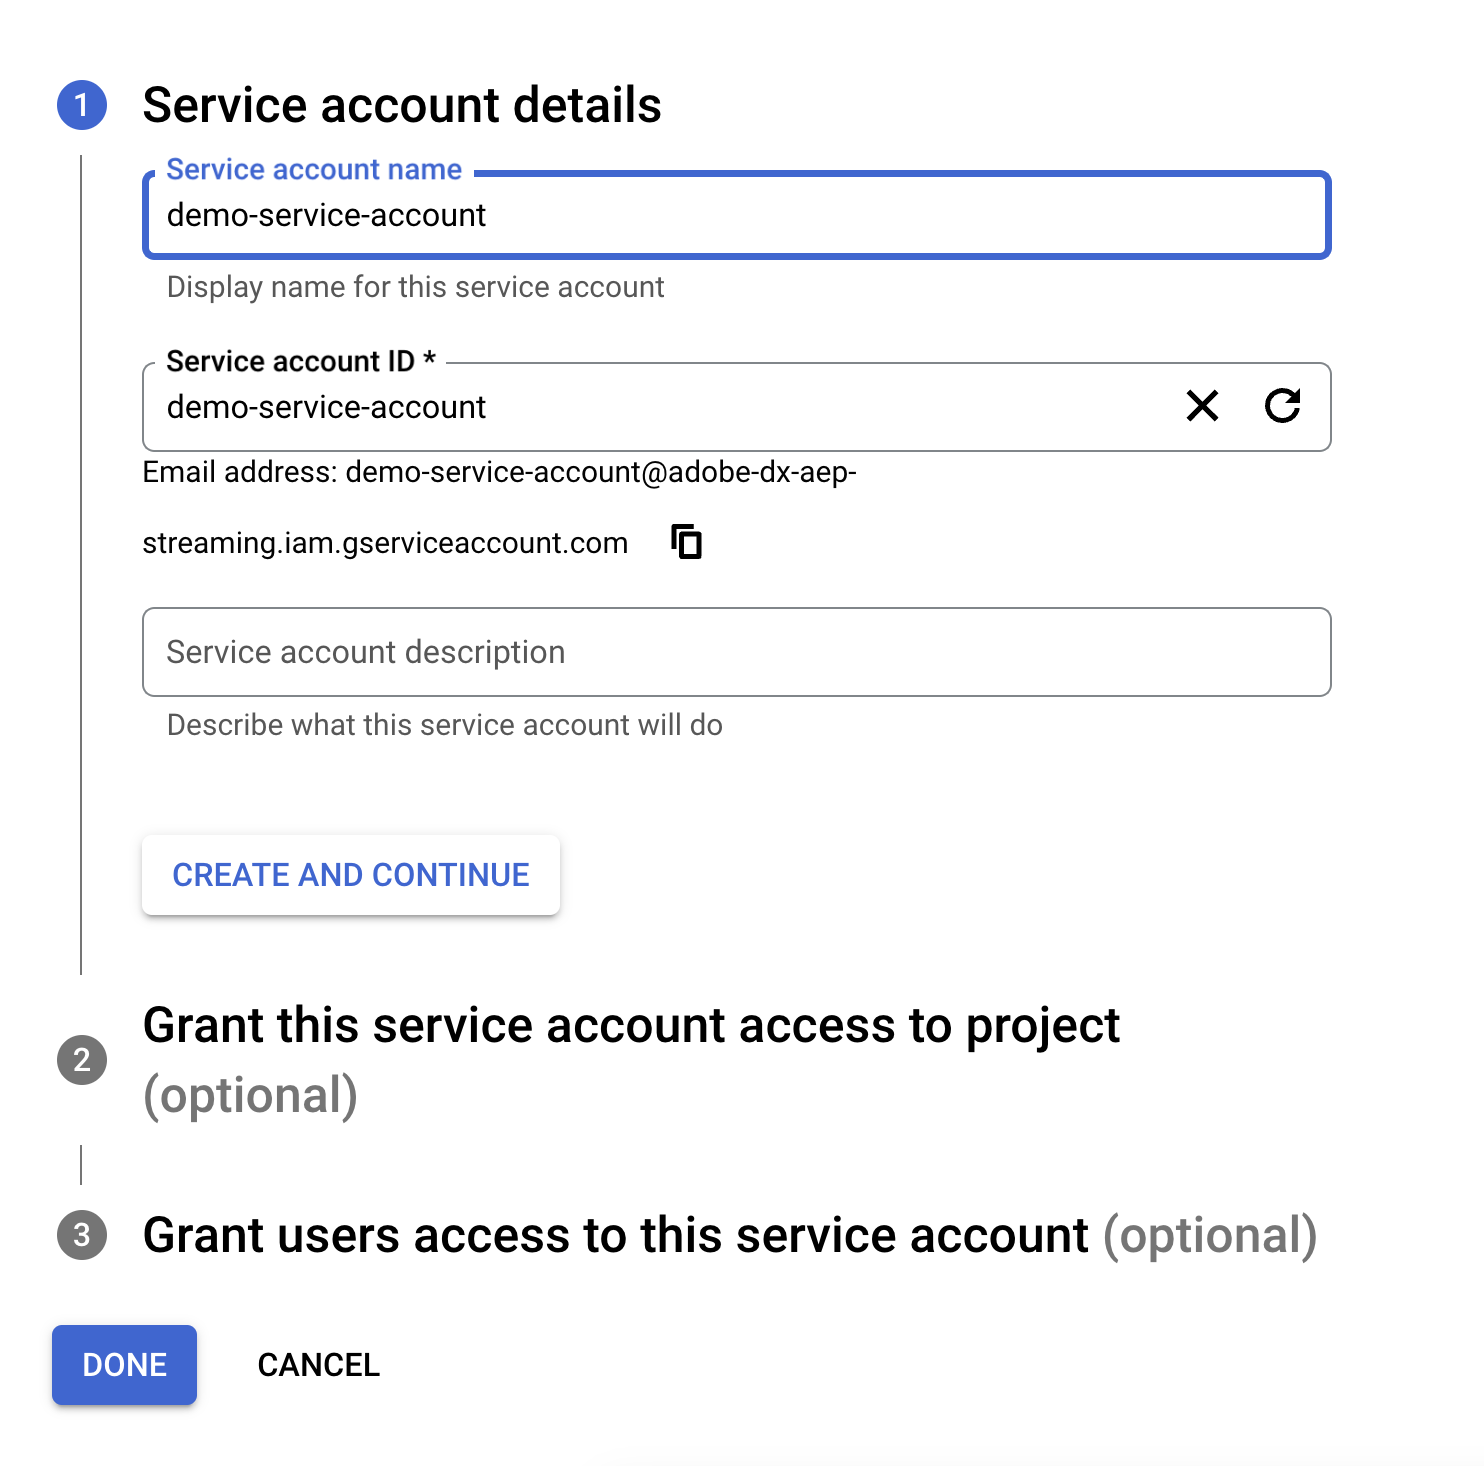 1 Service account details
Service account name
demo-service-account
Display name for this service account
Service account ID *
demo-service-account
Email address: demo-service-account@adobe-dx-aep-
streaming.iam.gserviceaccount.com
Service account description
Describe what this service account will do
CREATE AND CONTINUE
2 Grant this service account access to project
(optional)
3 Grant users access to this service account (optional)
DONE CANCEL